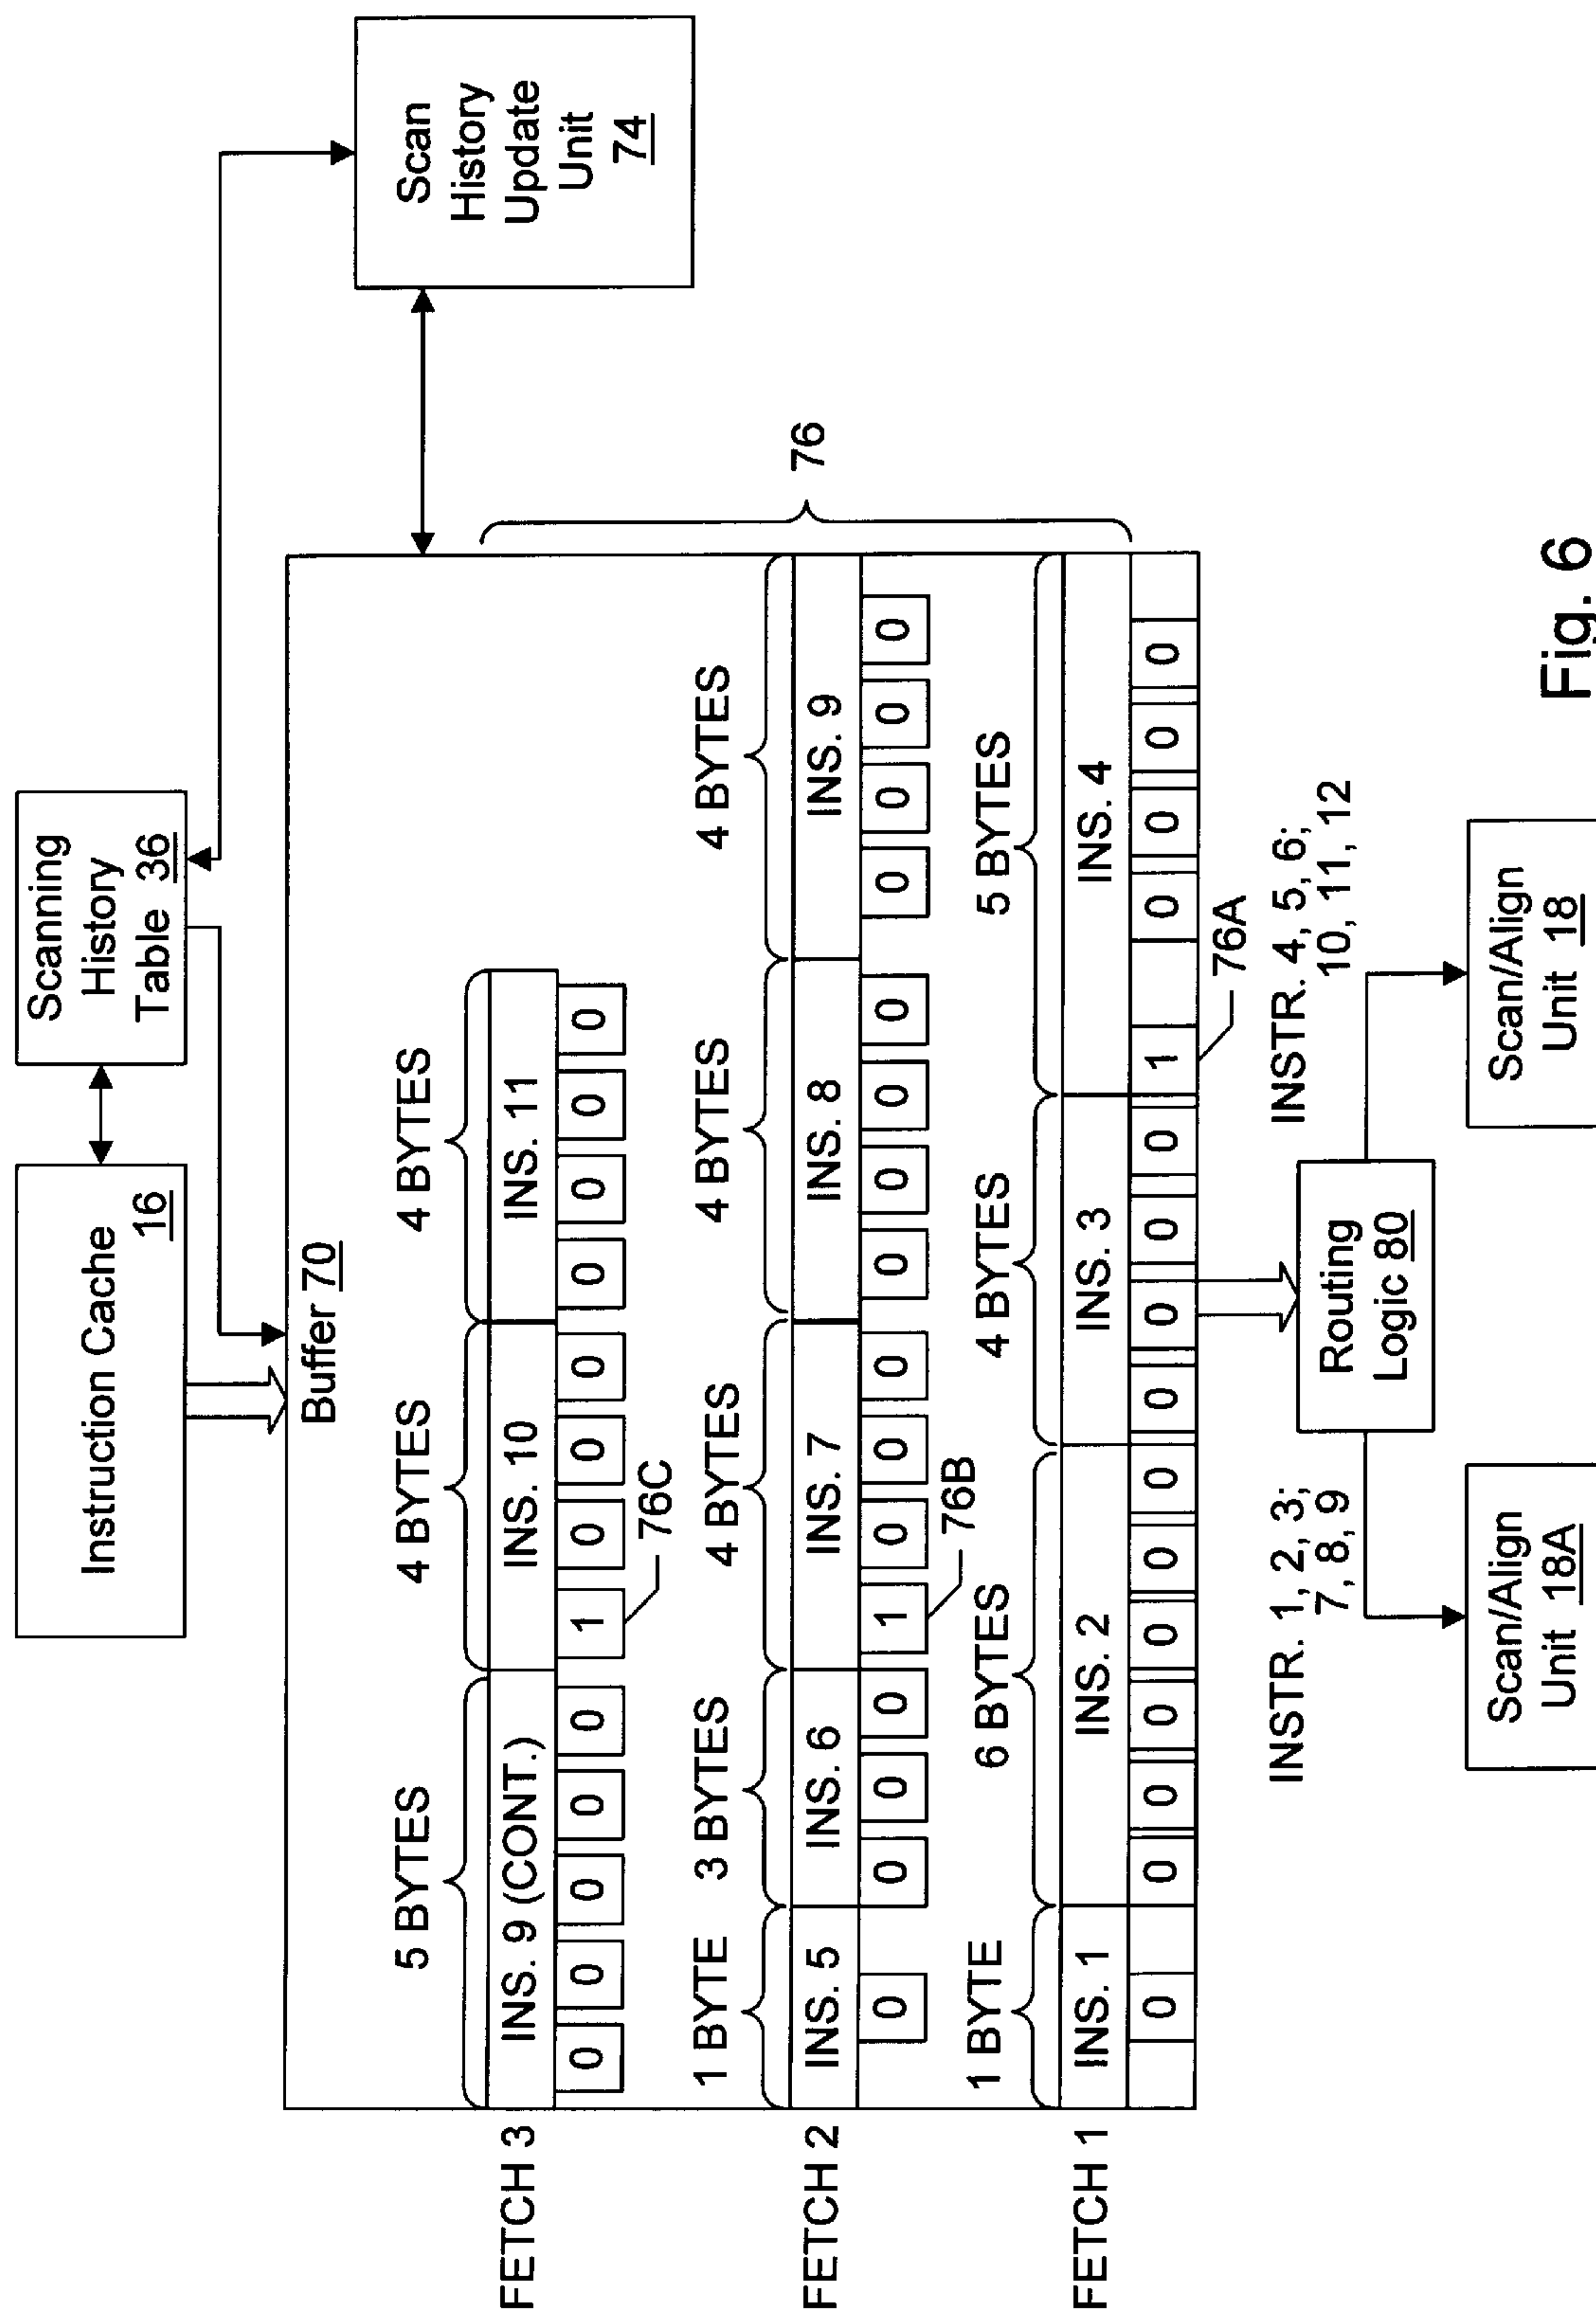 Instruction Cache
16
Scanning
History
Table 36
Scan
History
Update
Unit
74
Buffer 70
5 BYTES 4 BYTES 4 BYTES
FETCH 3 INS. 9 (CONT.) INS. 10 INS. 11
0 0 0 0 0 1 0 0 0 0 0 0 0
76C
76
1 BYTE 3 BYTES 4 BYTES 4 BYTES 4 BYTES
FETCH 2 INS. 5 INS. 6 INS. 7 INS. 8 INS. 9
0 0 0 0 1 0 0 0 0 0 0 0 0 0 0 0
76B
1 BYTE 6 BYTES 4 BYTES 5 BYTES
FETCH 1 INS. 1 INS. 2 INS. 3 INS. 4
0 0 0 0 0 0 0 0 0 0 0 1 0 0 0 0
76A
INSTR. 1, 2, 3;
7, 8, 9
Routing
Logic 80
INSTR. 4, 5, 6;
10, 11, 12
Scan/Align
Unit 18A
Scan/Align
Unit 18
Fig. 6